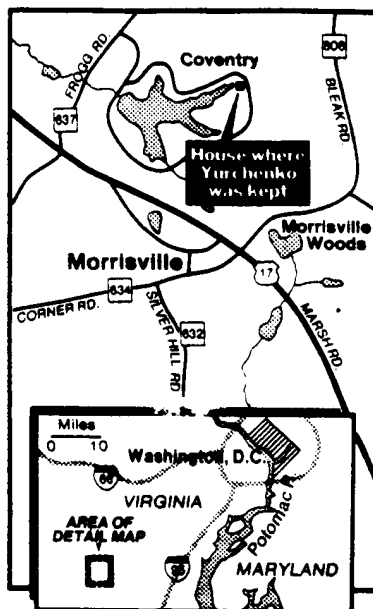 FROGG RD.
Coventry
806
BLEAK RD.
637
House where
Yurchenko
was kept
Morrisville
Woods
Morrisville
17
CORNER RD.
634
SILVER HILL RD
632
MARSH RD.
Miles
0 10
Washington, D.C.
66
VIRGINIA
Potomac R.
AREA OF
DETAIL MAP
95
MARYLAND